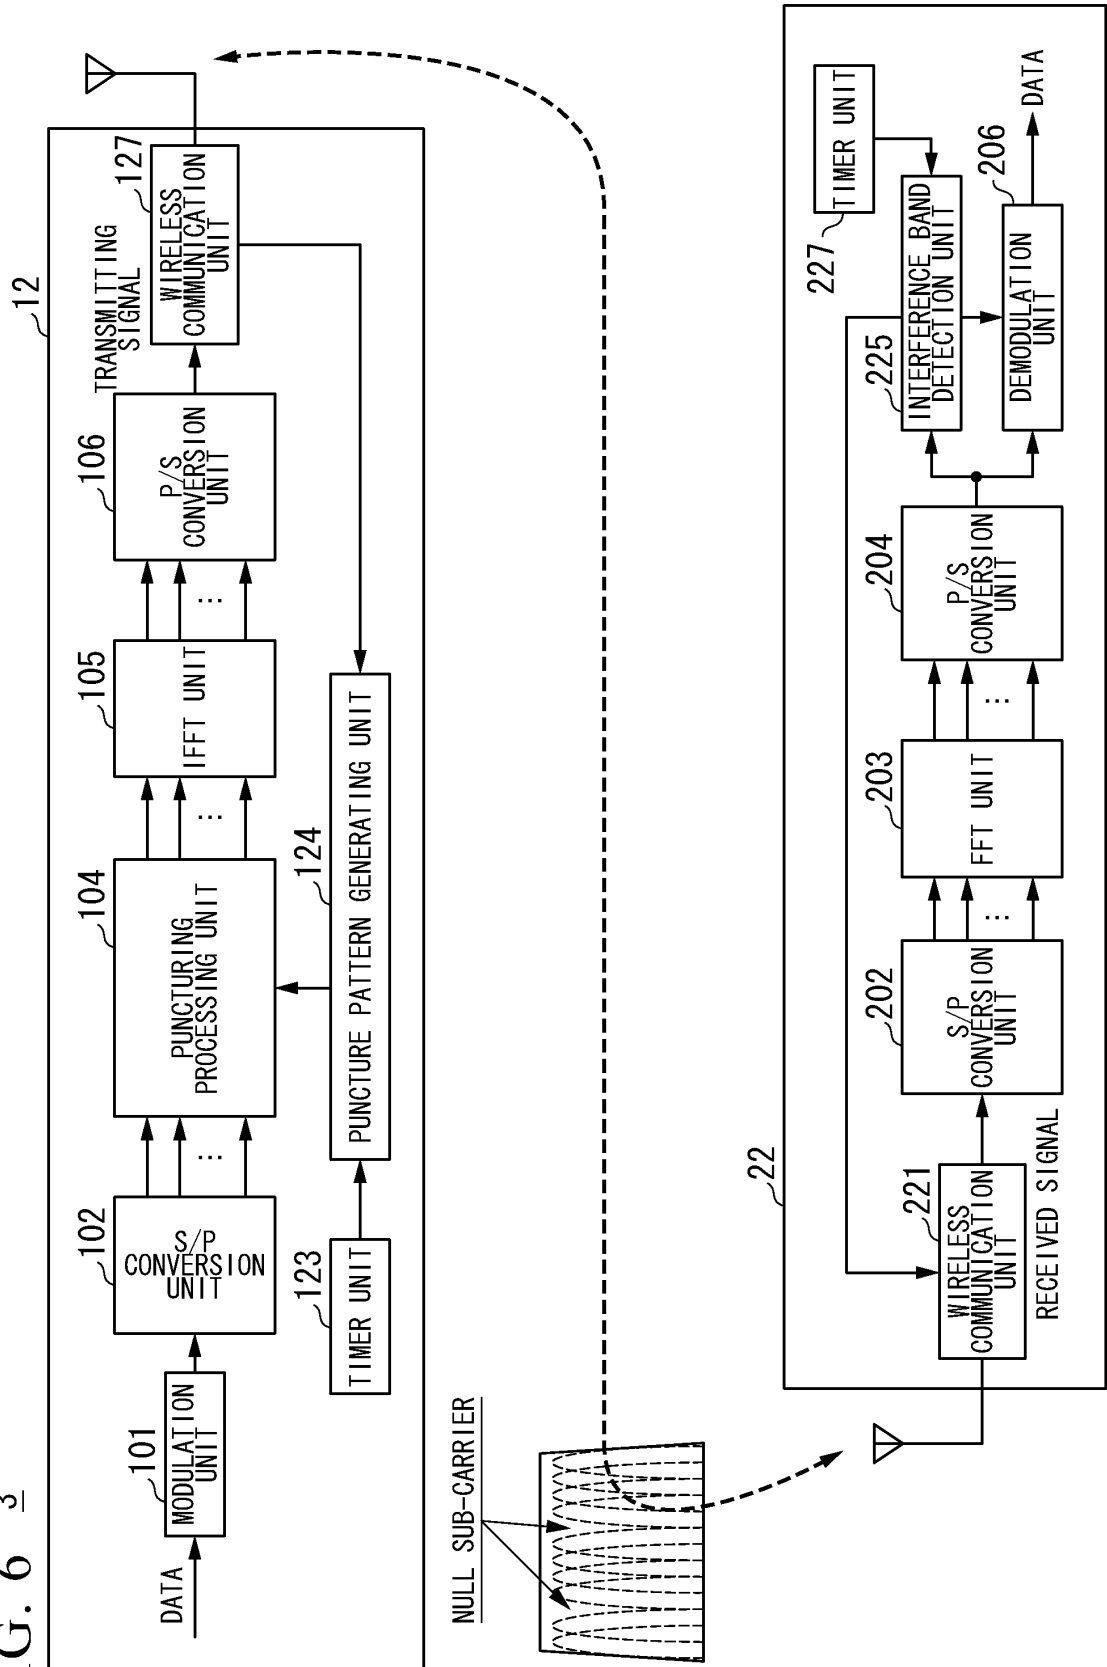 G. 6
3
12
DATA
101
MODULATION
UNIT
102
S/P
CONVERSION
UNIT
104
PUNCTURING
PROCESSING UNIT
105
IFFT UNIT
106
P/S
CONVERSION
UNIT
TRANSMITTING
SIGNAL
127
WIRELESS
COMMUNICATION
UNIT
123
TIMER UNIT
124
PUNCTURE PATTERN GENERATING UNIT
...
...
...
NULL SUB-CARRIER
22
221
WIRELESS
COMMUNICATION
UNIT
RECEIVED SIGNAL
202
S/P
CONVERSION
UNIT
203
FFT UNIT
204
P/S
CONVERSION
UNIT
...
...
225
INTERFERENCE BAND
DETECTION UNIT
227
TIMER UNIT
206
DEMODULATION
UNIT
DATA